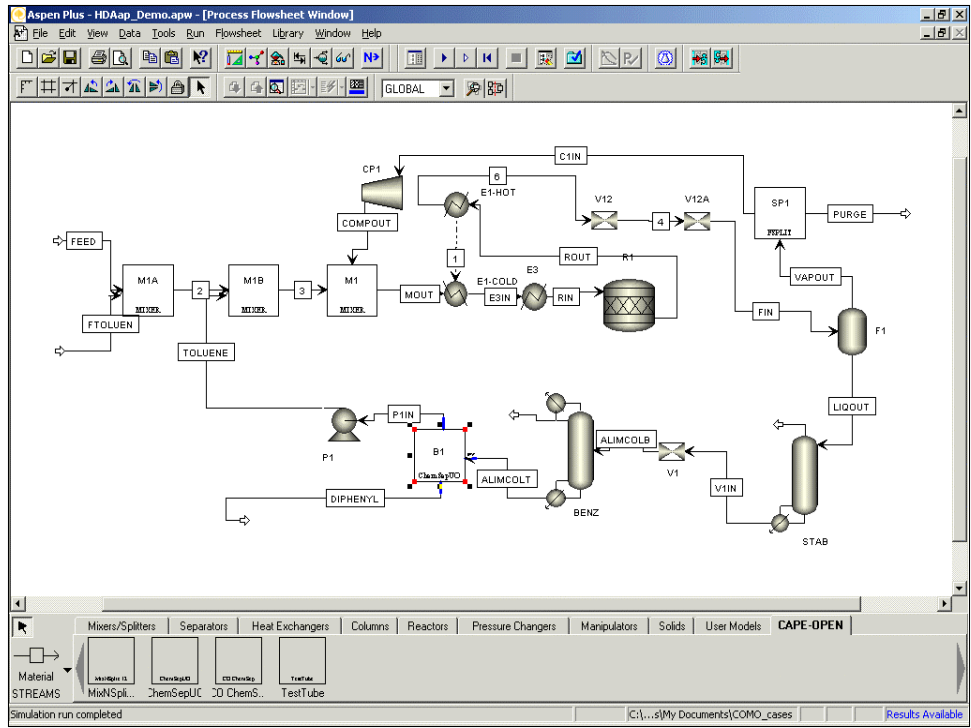 Aspen Plus - HDAap_Demo.apw - [Process Flowsheet Window]
File Edit View Data Tools Run Flowsheet Library Window Help
N»
GLOBAL
C1IN
CP1
6
E1-HOT
V12
V12A
SP1
FSPLIT
PURGE
COMPOUT
4
FEED
ROUT
R1
1
VAPOUT
M1A
MIXER
2
M1B
MIXER
3
M1
MIXER
MOUT
E1-COLD
E3
E3IN
RIN
FIN
F1
FTOLUEN
TOLUENE
LIQOUT
P1IN
P1
B1
ChemSepUO
ALIMCOLT
ALIMCOLB
V1
V1IN
DIPHENYL
BENZ
STAB
Mixers/Splitters Separators Heat Exchangers Columns Reactors Pressure Changers Manipulators Solids User Models CAPE-OPEN
Material
STREAMS
ChemSepUO
CO ChemSep
TestTube
MixNSpli... ChemSepUO CO ChemS... TestTube
Simulation run completed
C:\...s\My Documents\COMO_cases
Results Available